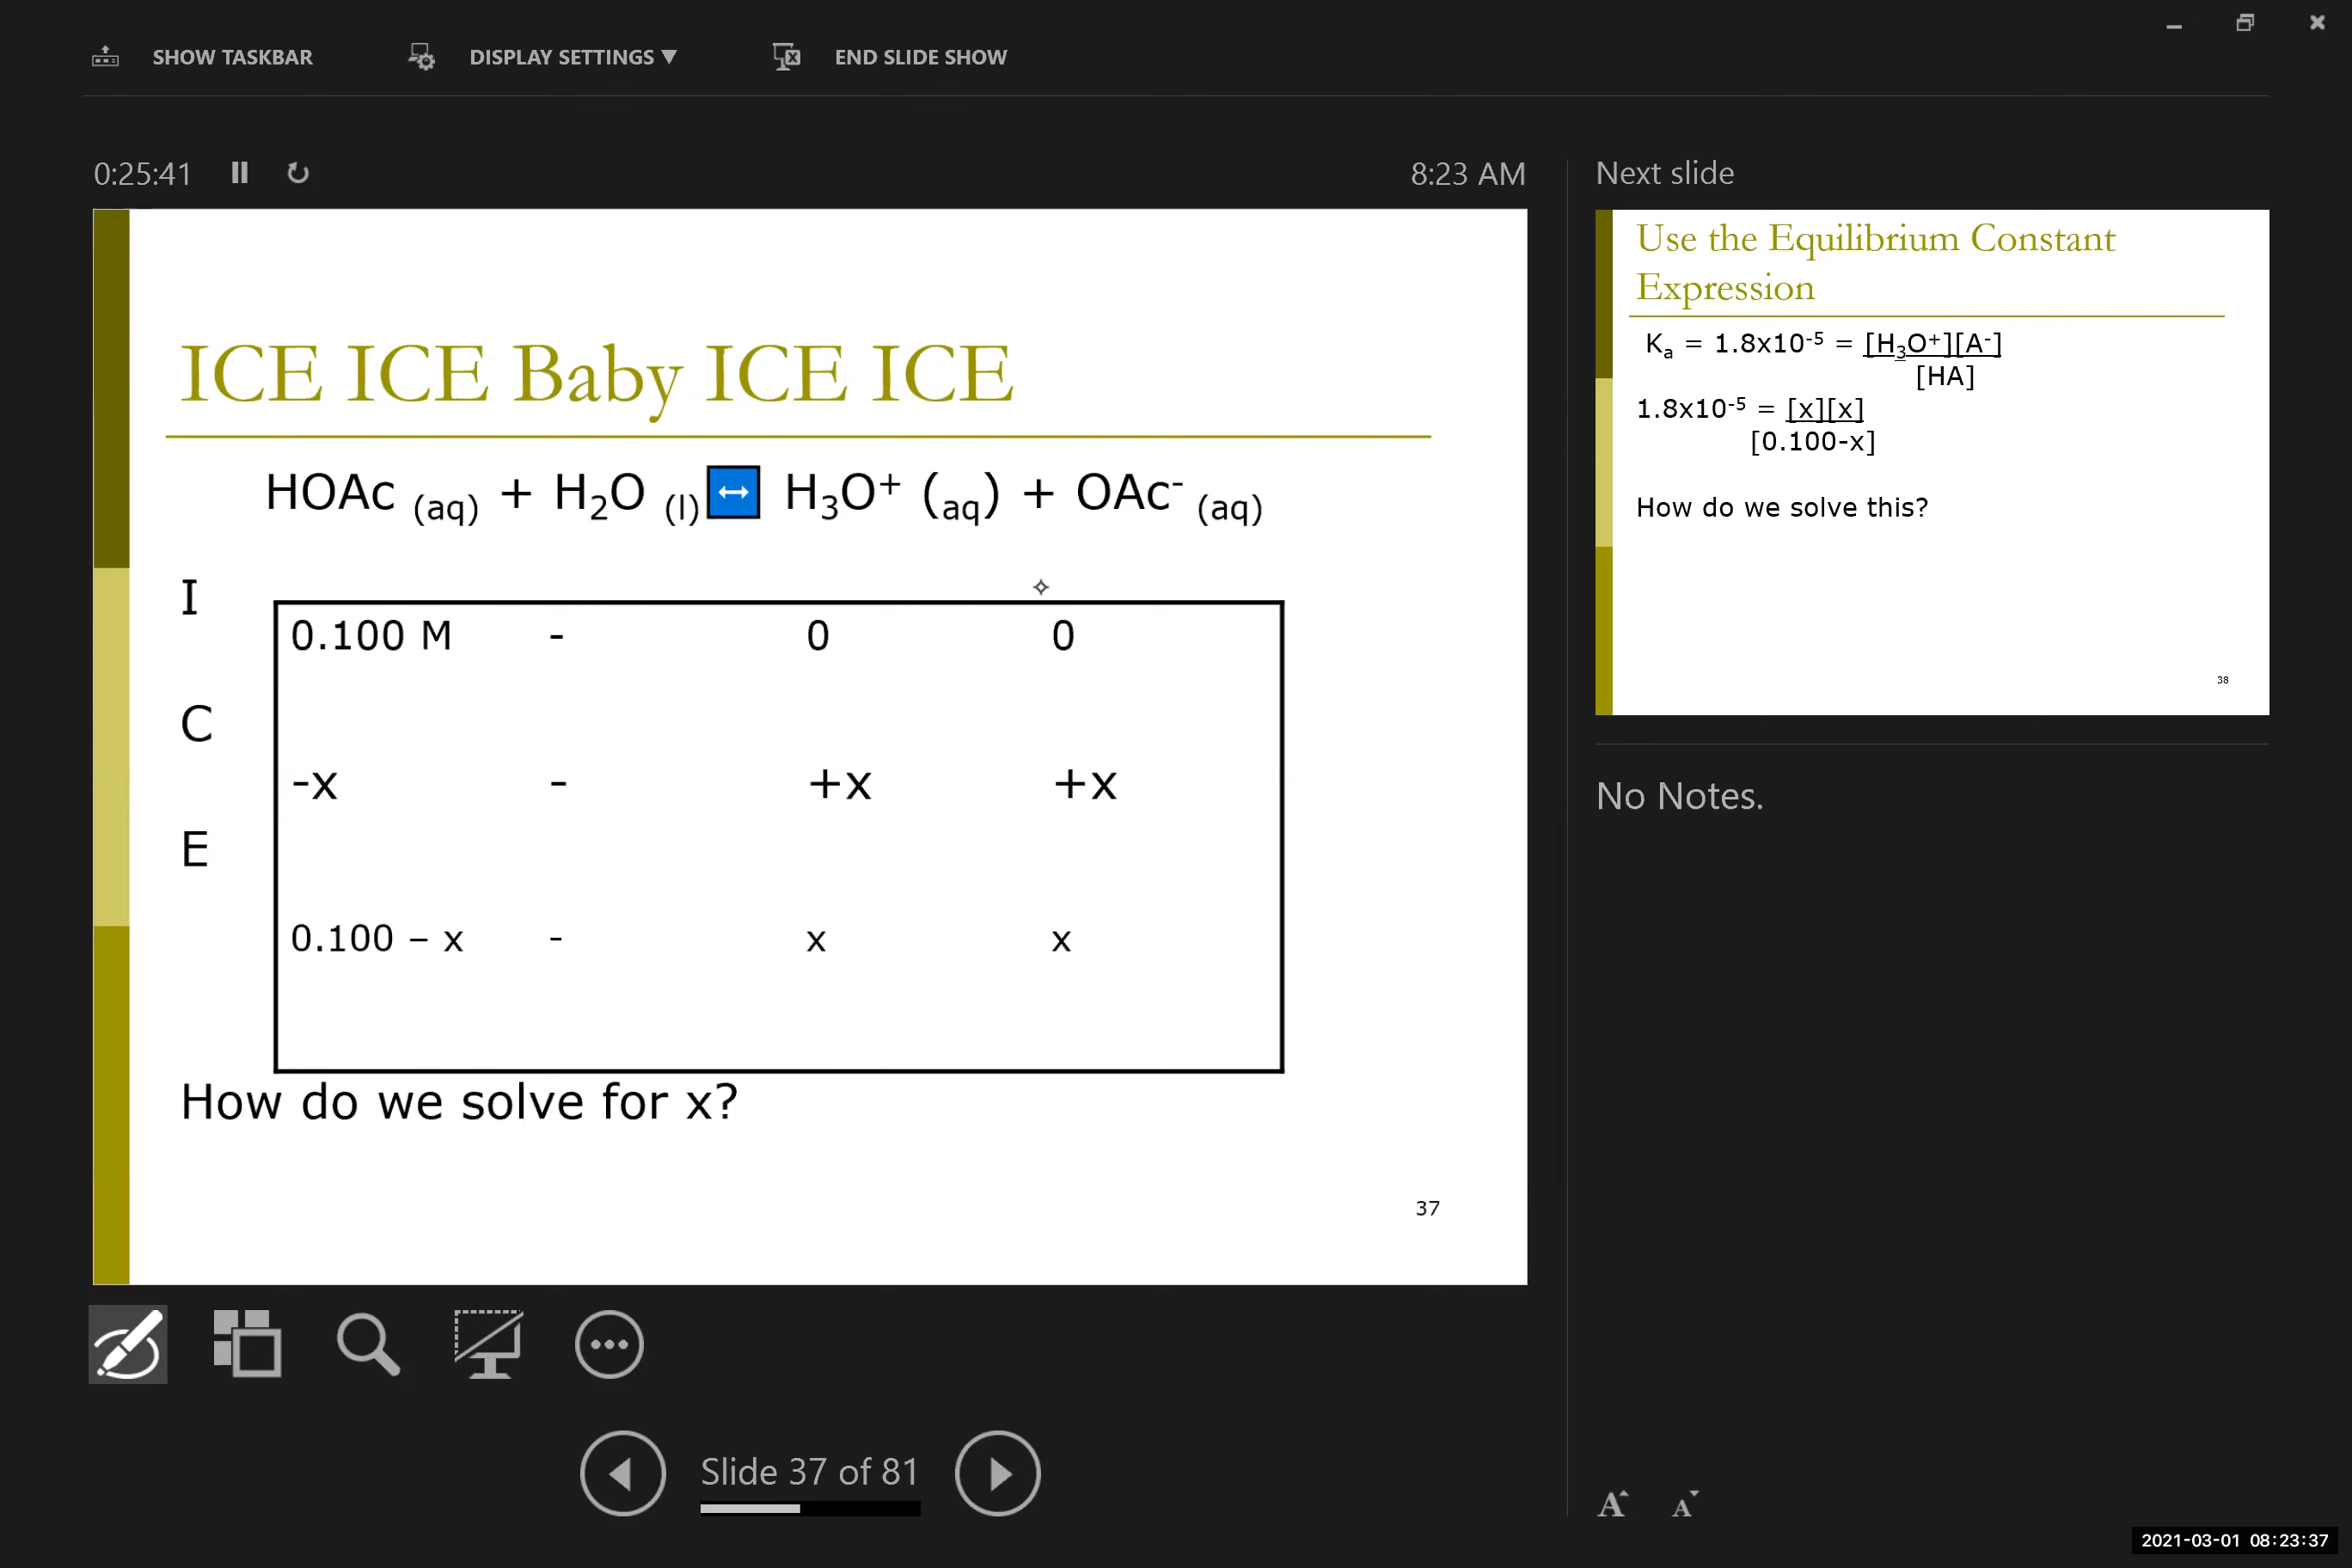 SHOW TASKBAR DISPLAY SETTINGS ▼ END SLIDE SHOW
0:25:41 8:23 AM
ICE ICE Baby ICE ICE
HOAc (aq) + H₂O (l) ↔ H₃O⁺ (aq) + OAc⁻ (aq)
I
0.100 M - 0 0
C
-x - +x +x
E
0.100 – x - x x
How do we solve for x?
37
Slide 37 of 81
Next slide
Use the Equilibrium Constant
Expression
Kₐ = 1.8x10⁻⁵ = [H₃O⁺][A⁻]
[HA]
1.8x10⁻⁵ = [x][x]
[0.100-x]
How do we solve this?
38
No Notes.
A A
2021-03-01 08:23:37